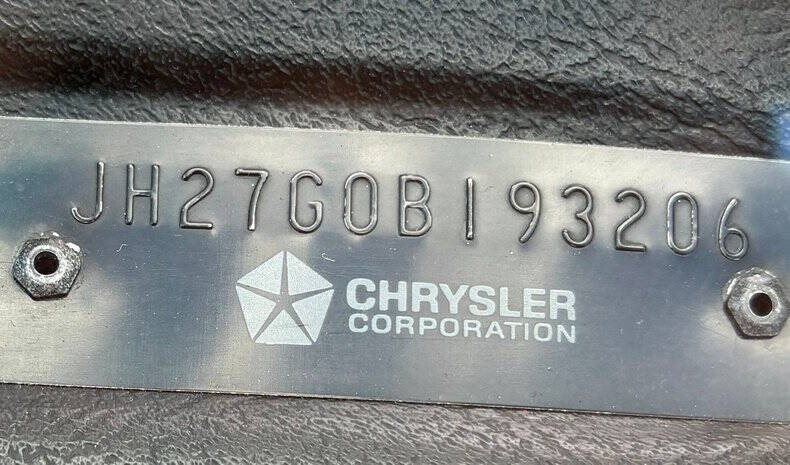 JH27G0B193206
CHRYSLER
CORPORATION